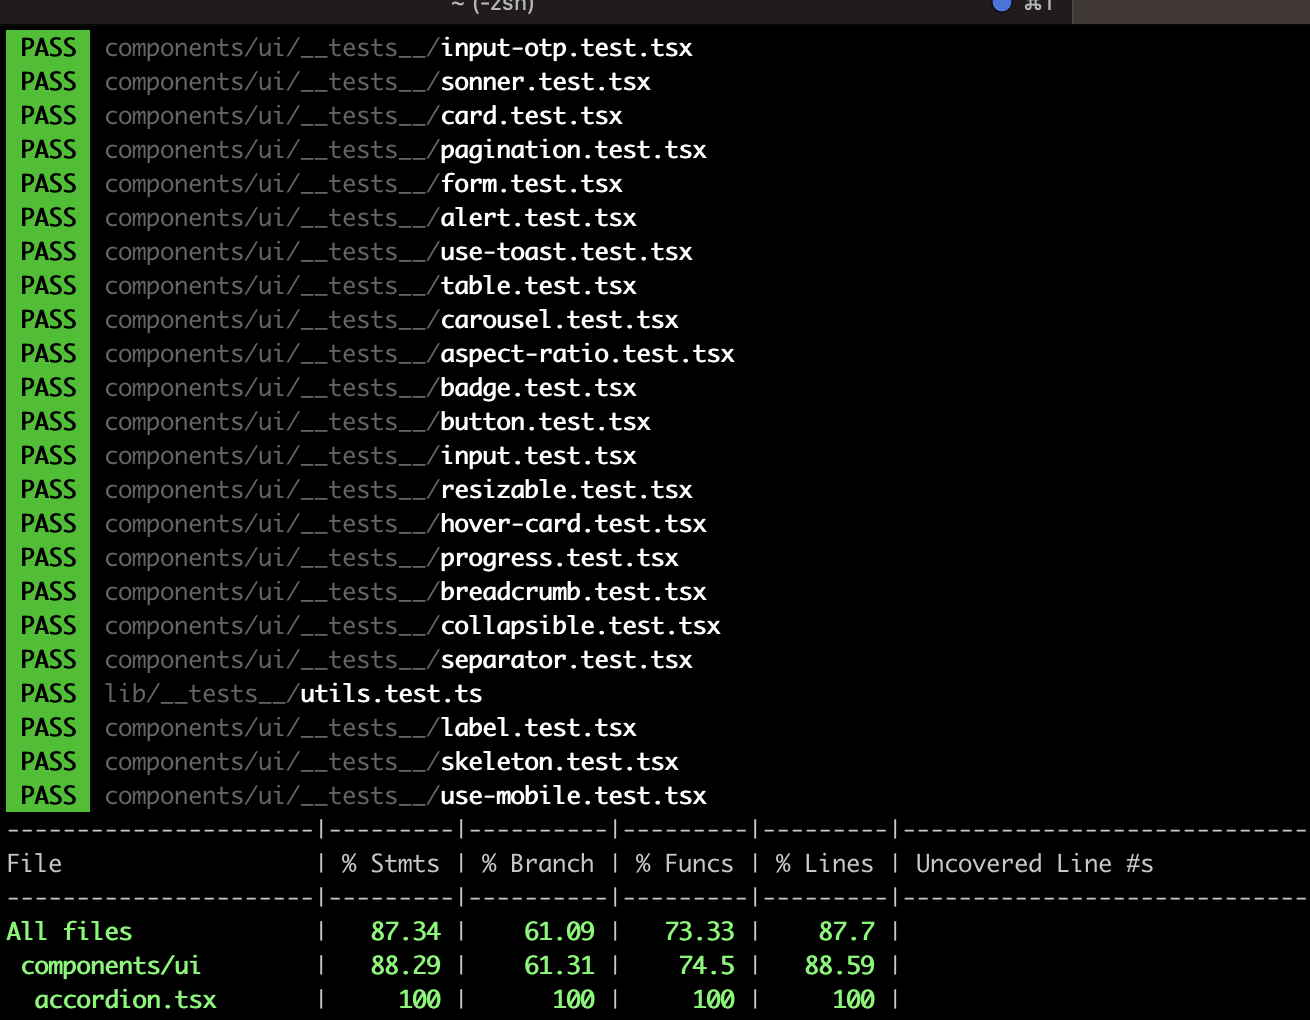 ~ (-zsh) ⌘1
PASS components/ui/__tests__/input-otp.test.tsx
PASS components/ui/__tests__/sonner.test.tsx
PASS components/ui/__tests__/card.test.tsx
PASS components/ui/__tests__/pagination.test.tsx
PASS components/ui/__tests__/form.test.tsx
PASS components/ui/__tests__/alert.test.tsx
PASS components/ui/__tests__/use-toast.test.tsx
PASS components/ui/__tests__/table.test.tsx
PASS components/ui/__tests__/carousel.test.tsx
PASS components/ui/__tests__/aspect-ratio.test.tsx
PASS components/ui/__tests__/badge.test.tsx
PASS components/ui/__tests__/button.test.tsx
PASS components/ui/__tests__/input.test.tsx
PASS components/ui/__tests__/resizable.test.tsx
PASS components/ui/__tests__/hover-card.test.tsx
PASS components/ui/__tests__/progress.test.tsx
PASS components/ui/__tests__/breadcrumb.test.tsx
PASS components/ui/__tests__/collapsible.test.tsx
PASS components/ui/__tests__/separator.test.tsx
PASS lib/__tests__/utils.test.ts
PASS components/ui/__tests__/label.test.tsx
PASS components/ui/__tests__/skeleton.test.tsx
PASS components/ui/__tests__/use-mobile.test.tsx
----------------------|---------|----------|---------|---------|-----------------------------
File                  | % Stmts | % Branch | % Funcs | % Lines | Uncovered Line #s
----------------------|---------|----------|---------|---------|-----------------------------
All files             |   87.34 |    61.09 |   73.33 |    87.7 |
 components/ui        |   88.29 |    61.31 |    74.5 |   88.59 |
  accordion.tsx       |     100 |      100 |     100 |     100 |